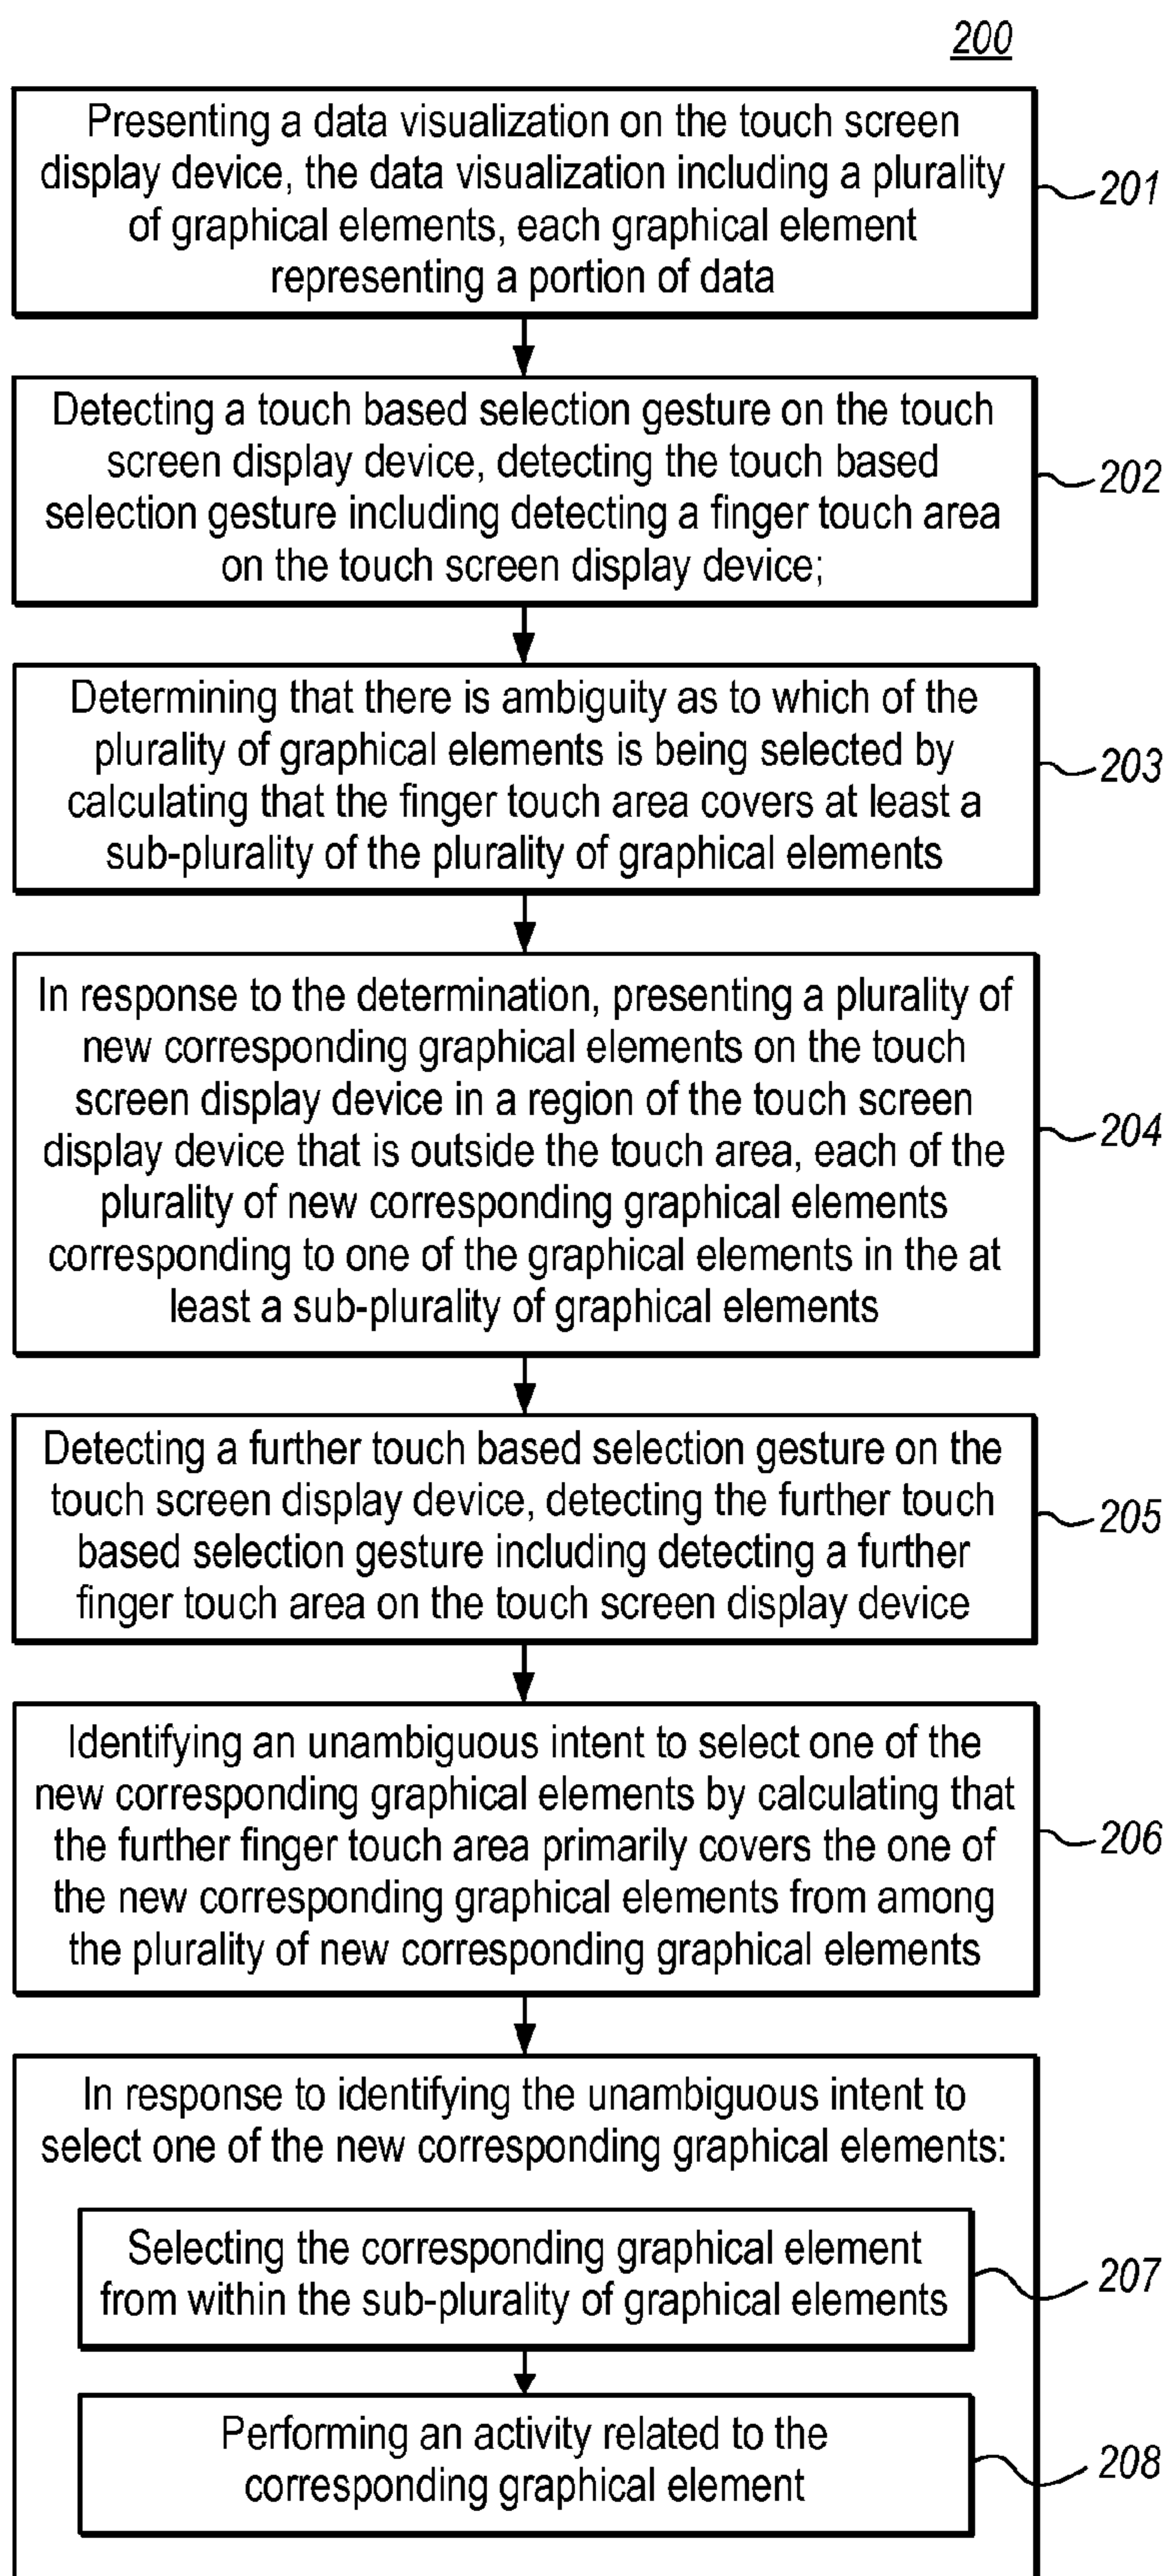 200
Presenting a data visualization on the touch screen
display device, the data visualization including a plurality
of graphical elements, each graphical element
representing a portion of data
201
Detecting a touch based selection gesture on the touch
screen display device, detecting the touch based
selection gesture including detecting a finger touch area
on the touch screen display device;
202
Determining that there is ambiguity as to which of the
plurality of graphical elements is being selected by
calculating that the finger touch area covers at least a
sub-plurality of the plurality of graphical elements
203
In response to the determination, presenting a plurality of
new corresponding graphical elements on the touch
screen display device in a region of the touch screen
display device that is outside the touch area, each of the
plurality of new corresponding graphical elements
corresponding to one of the graphical elements in the at
least a sub-plurality of graphical elements
204
Detecting a further touch based selection gesture on the
touch screen display device, detecting the further touch
based selection gesture including detecting a further
finger touch area on the touch screen display device
205
Identifying an unambiguous intent to select one of the
new corresponding graphical elements by calculating that
the further finger touch area primarily covers the one of
the new corresponding graphical elements from among
the plurality of new corresponding graphical elements
206
In response to identifying the unambiguous intent to
select one of the new corresponding graphical elements:
Selecting the corresponding graphical element
from within the sub-plurality of graphical elements
207
Performing an activity related to the
corresponding graphical element
208